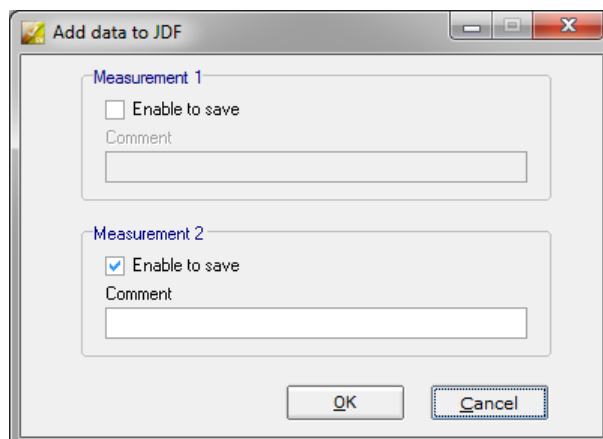 Add data to JDF
Measurement 1
Enable to save
Comment
Measurement 2
Enable to save
Comment
OK
Cancel